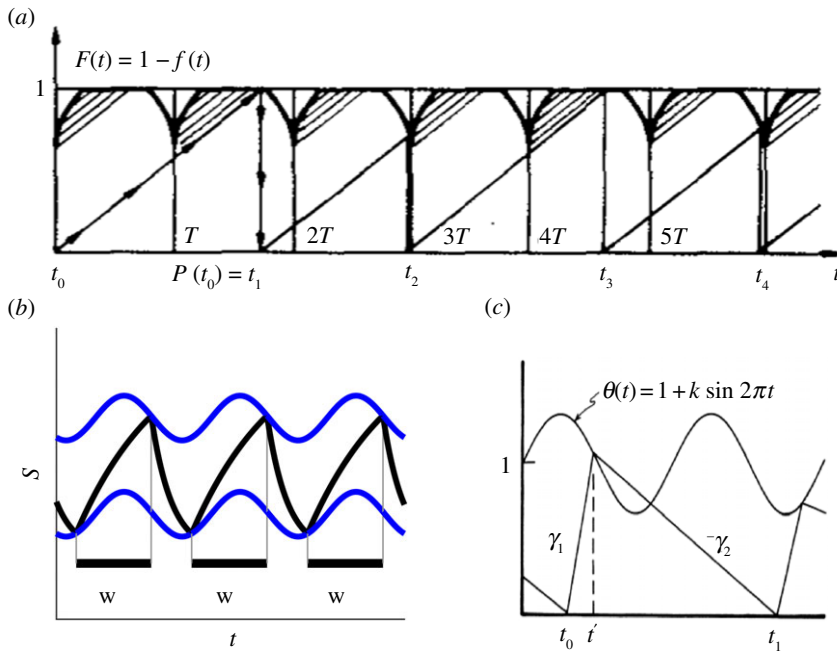 (a)
F(t) = 1 – f(t)
1
T 2T 3T 4T 5T
t₀ P (t₀) = t₁ t₂ t₃ t₄ t
(b) (c)
S
w w w
t
θ(t) = 1 + k sin 2πt
1
γ₁ ⁻γ₂
t₀ t′ t₁